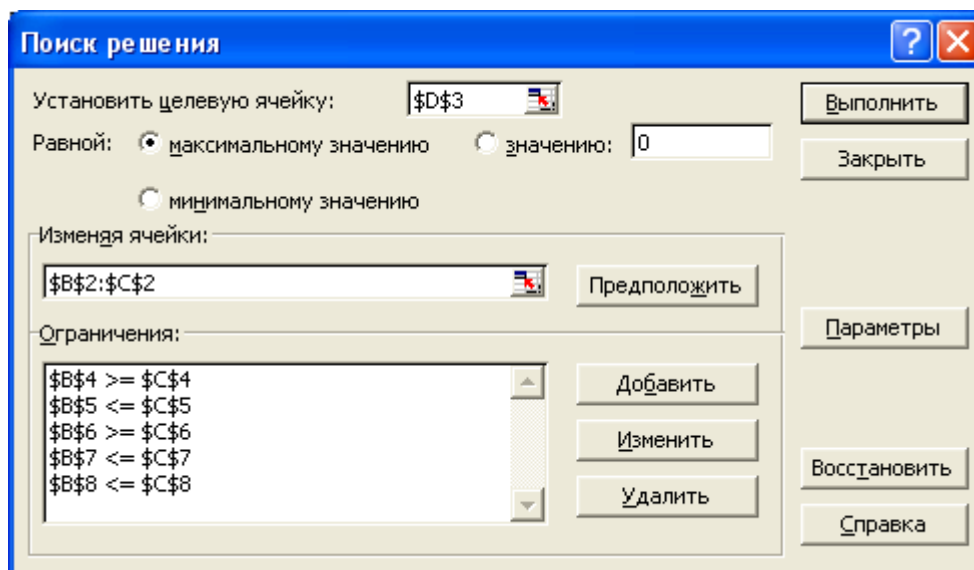 Поиск решения
Установить целевую ячейку: $D$3
Выполнить
Равной: максимальному значению значению: 0
Закрыть
минимальному значению
Изменяя ячейки:
$B$2:$C$2
Предположить
Ограничения:
Параметры
$B$4 >= $C$4
$B$5 <= $C$5
$B$6 >= $C$6
$B$7 <= $C$7
$B$8 <= $C$8
Добавить
Изменить
Удалить
Восстановить
Справка